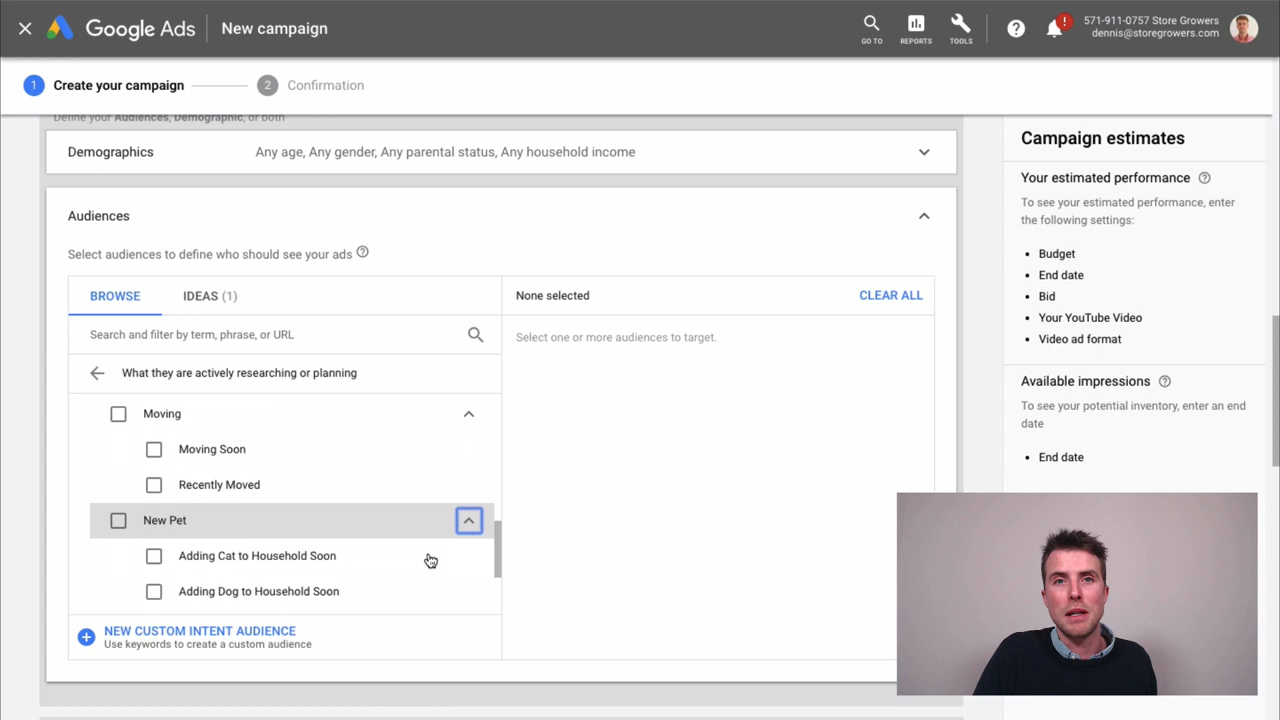 Google Ads
New campaign
GO TO
REPORTS
TOOLS
?
!
571-911-0757 Store Growers
dennis@storegrowers.com
1 Create your campaign
2 Confirmation
Define your Audiences, Demographic, or both
Demographics
Any age, Any gender, Any parental status, Any household income
Audiences
Select audiences to define who should see your ads ?
BROWSE
IDEAS (1)
Search and filter by term, phrase, or URL
What they are actively researching or planning
Moving
Moving Soon
Recently Moved
New Pet
Adding Cat to Household Soon
Adding Dog to Household Soon
NEW CUSTOM INTENT AUDIENCE
Use keywords to create a custom audience
None selected
CLEAR ALL
Select one or more audiences to target.
Campaign estimates
Your estimated performance ?
To see your estimated performance, enter
the following settings:
• Budget
• End date
• Bid
• Your YouTube Video
• Video ad format
Available impressions ?
To see your potential inventory, enter an end
date
• End date